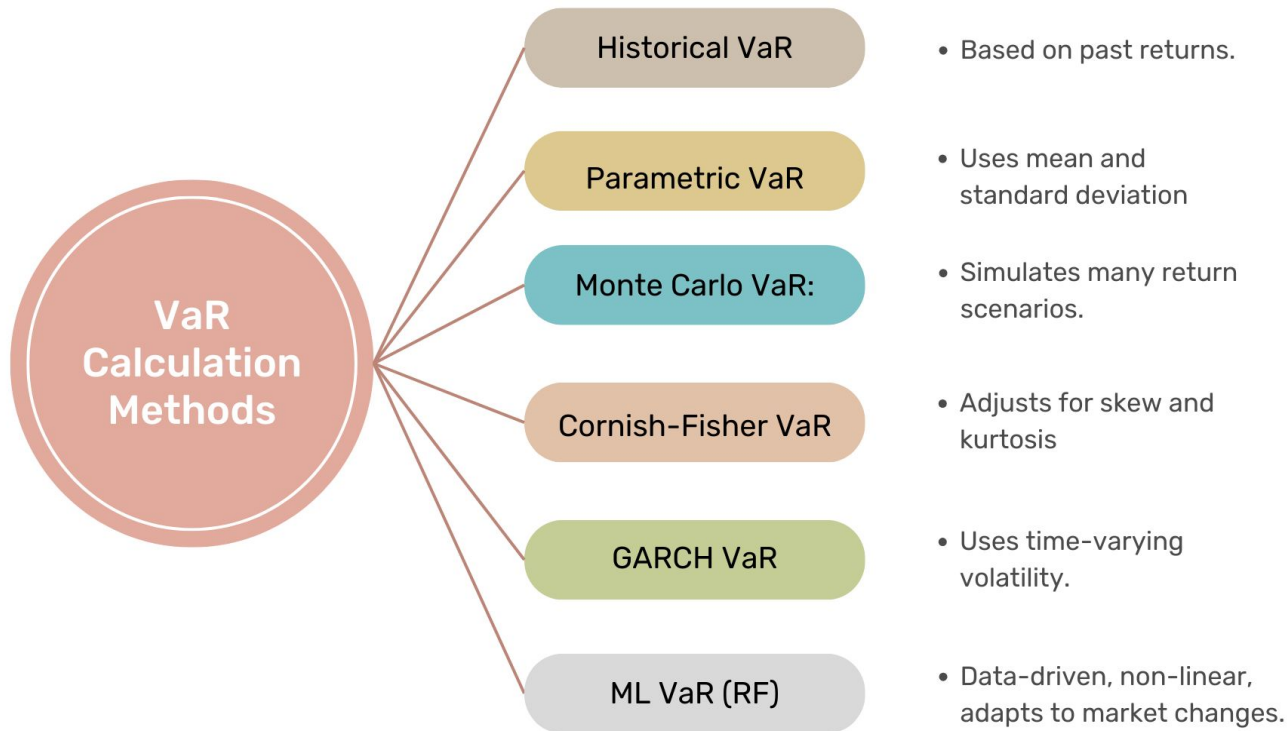 VaR
Calculation
Methods
Historical VaR
• Based on past returns.
Parametric VaR
• Uses mean and
standard deviation
Monte Carlo VaR:
• Simulates many return
scenarios.
Cornish-Fisher VaR
• Adjusts for skew and
kurtosis
GARCH VaR
• Uses time-varying
volatility.
ML VaR (RF)
• Data-driven, non-linear,
adapts to market changes.